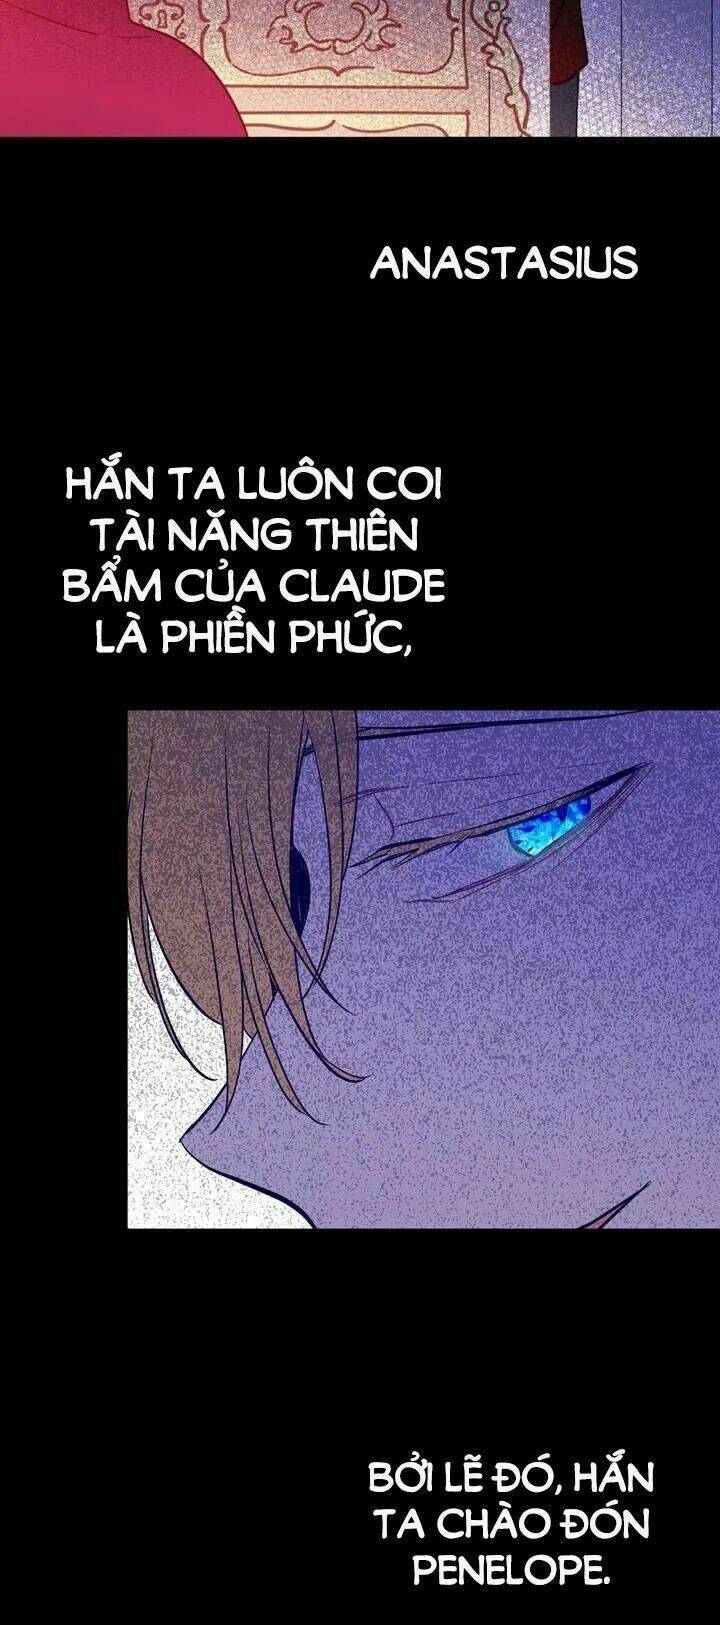 ANASTASIUS
HẮN TA LUÔN COI
TÀI NĂNG THIÊN
BẨM CỦA CLAUDE
LÀ PHIỀN PHỨC,
BỞI LẼ ĐÓ, HẮN
TA CHÀO ĐÓN
PENELOPE.